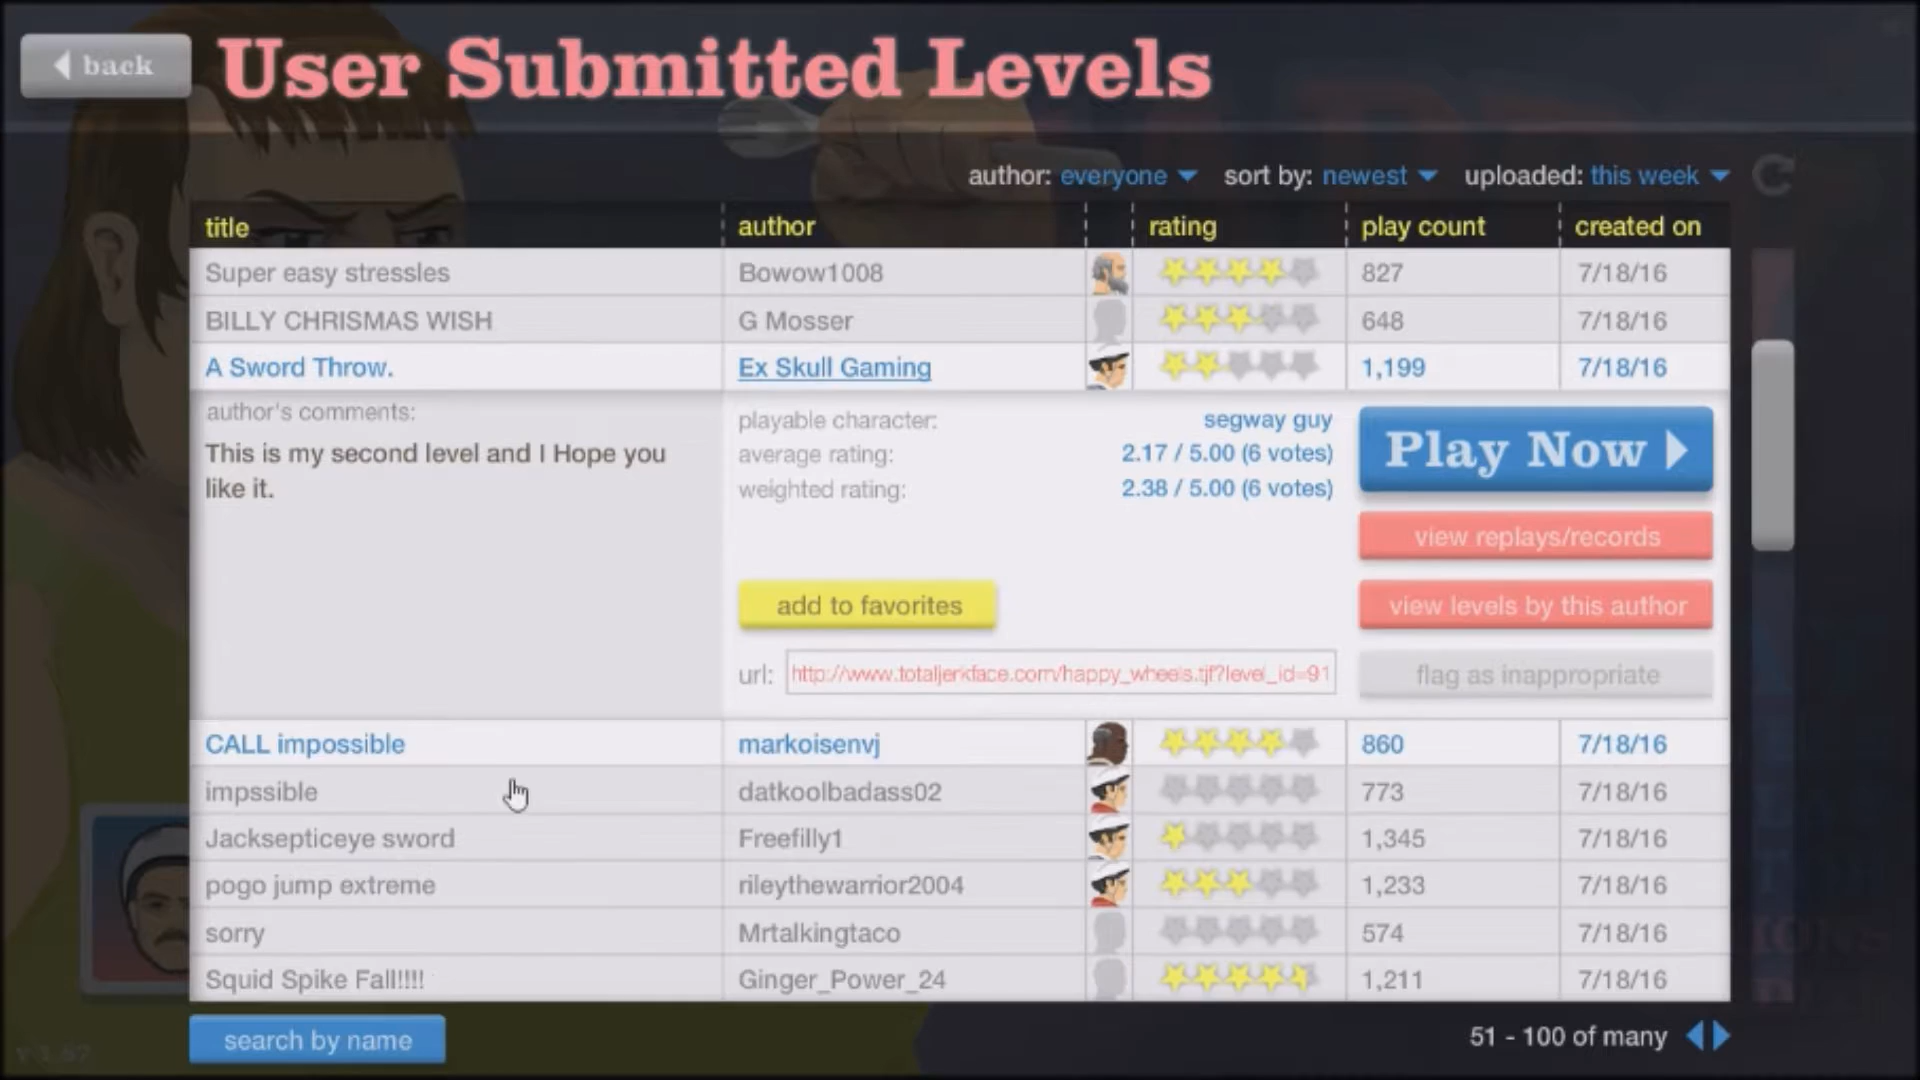 back
User Submitted Levels
author: everyone sort by: newest uploaded: this week
title author rating play count created on
Super easy stressles Bowow1008 827 7/18/16
BILLY CHRISMAS WISH G Mosser 648 7/18/16
A Sword Throw. Ex Skull Gaming 1,199 7/18/16
author's comments:
This is my second level and I Hope you
like it.
playable character: segway guy
average rating: 2.17 / 5.00 (6 votes)
weighted rating: 2.38 / 5.00 (6 votes)
add to favorites
url: http://www.totaljerkface.com/happy_wheels.tjf?level_id=91
Play Now
view replays/records
view levels by this author
flag as inappropriate
CALL impossible markoisenvj 860 7/18/16
impssible datkoolbadass02 773 7/18/16
Jacksepticeye sword Freefilly1 1,345 7/18/16
pogo jump extreme rileythewarrior2004 1,233 7/18/16
sorry Mrtalkingtaco 574 7/18/16
Squid Spike Fall!!!! Ginger_Power_24 1,211 7/18/16
search by name
51 - 100 of many